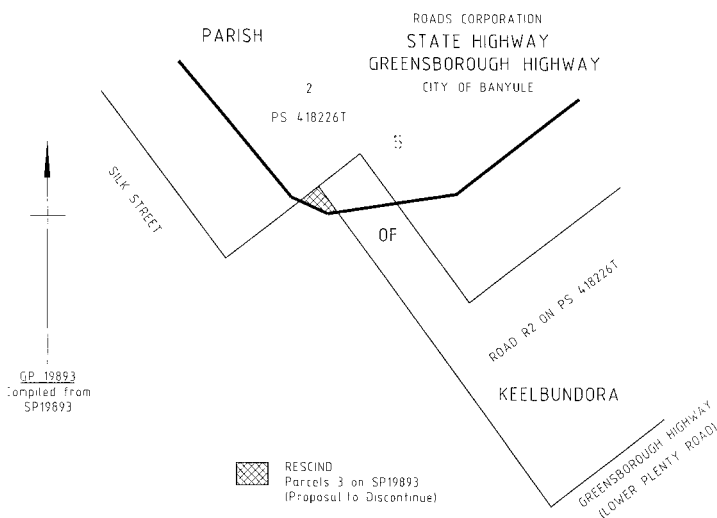 ROADS CORPORATION
STATE HIGHWAY
GREENSBOROUGH HIGHWAY
CITY OF BANYULE
PARISH
2
PS 418226T
S
SILK STREET
OF
ROAD R2 ON PS 418226T
KEELBUNDORA
GREENSBOROUGH HIGHWAY
(LOWER PLENTY ROAD)
GP 19893
Compiled from
SP19893
RESCIND
Parcels 3 on SP19893
(Proposal to Discontinue)